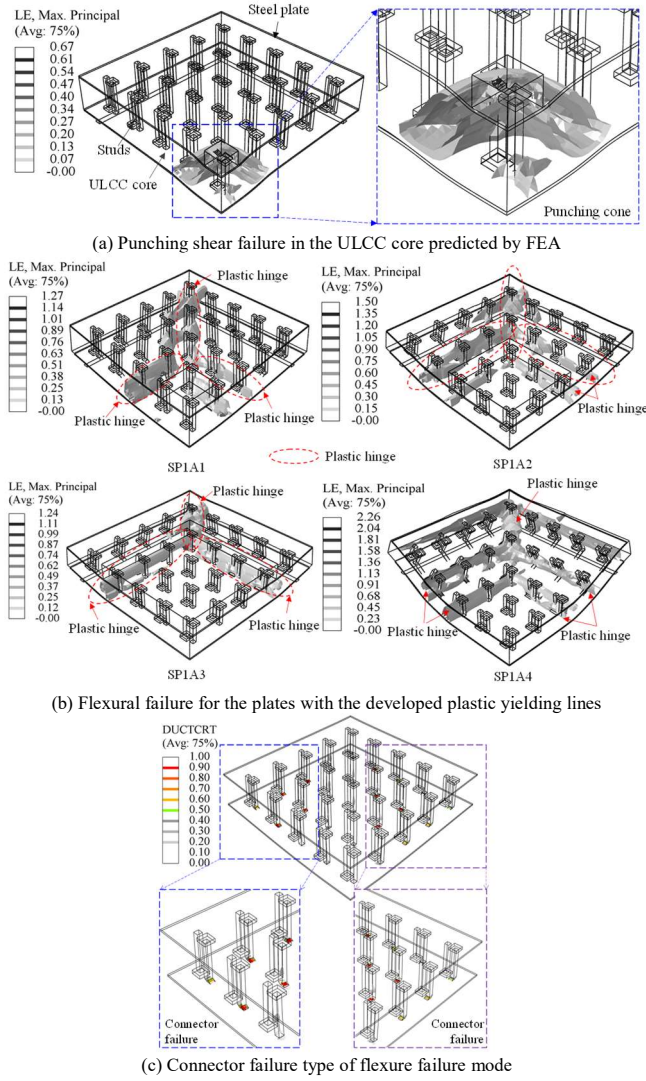 LE, Max. Principal
(Avg: 75%)
0.67
0.61
0.54
0.47
0.40
0.34
0.27
0.20
0.13
0.07
-0.00
Steel plate
Studs
ULCC core
Punching cone
(a) Punching shear failure in the ULCC core predicted by FEA
LE, Max. Principal
(Avg: 75%)
1.27
1.14
1.01
0.89
0.76
0.63
0.51
0.38
0.25
0.13
-0.00
Plastic hinge
Plastic hinge
Plastic hinge
SP1A1
LE, Max. Principal
(Avg: 75%)
1.50
1.35
1.20
1.05
0.90
0.75
0.60
0.45
0.30
0.15
-0.00
Plastic hinge
Plastic hinge
Plastic hinge
SP1A2
Plastic hinge
LE, Max. Principal
(Avg: 75%)
1.24
1.11
0.99
0.87
0.74
0.62
0.49
0.37
0.25
0.12
-0.00
Plastic hinge
Plastic hinge
Plastic hinge
SP1A3
LE, Max. Principal
(Avg: 75%)
2.26
2.04
1.81
1.58
1.36
1.13
0.91
0.68
0.45
0.23
-0.00
Plastic hinge
Plastic hinge
Plastic hinge
SP1A4
(b) Flexural failure for the plates with the developed plastic yielding lines
DUCTCRT
(Avg: 75%)
1.00
0.90
0.80
0.70
0.60
0.50
0.40
0.30
0.20
0.10
0.00
Connector
failure
Connector
failure
(c) Connector failure type of flexure failure mode